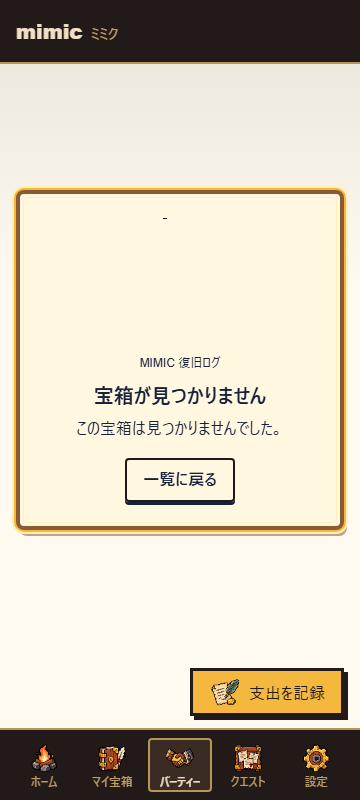 mimic ミミク
MIMIC 復旧ログ
宝箱が見つかりません
この宝箱は見つかりませんでした。
一覧に戻る
支出を記録
ホーム
マイ宝箱
パーティー
クエスト
設定